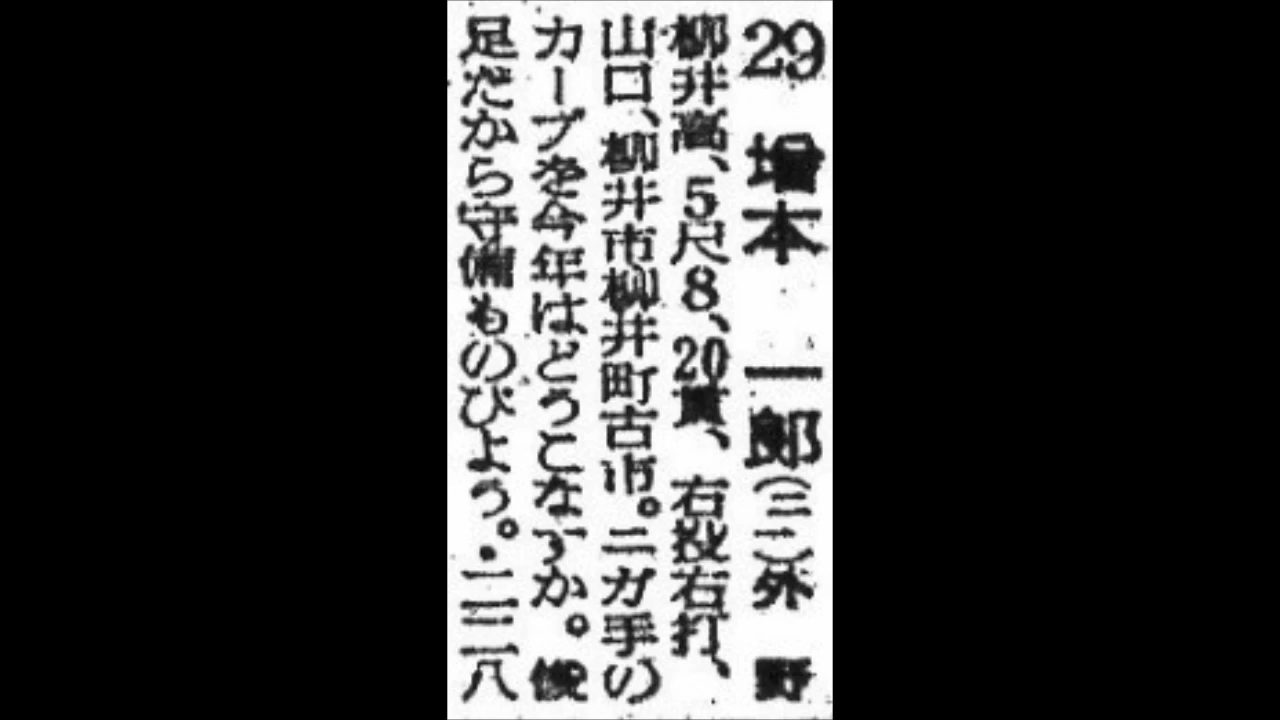 29 増本 一郎(二二)外野
柳井高、5尺8、20貫、右投右打、
山口、柳井市柳井町古市。ニガ手の
カーブを今年はどうこなすか。俊
足だから守備ものびよう。・二二八